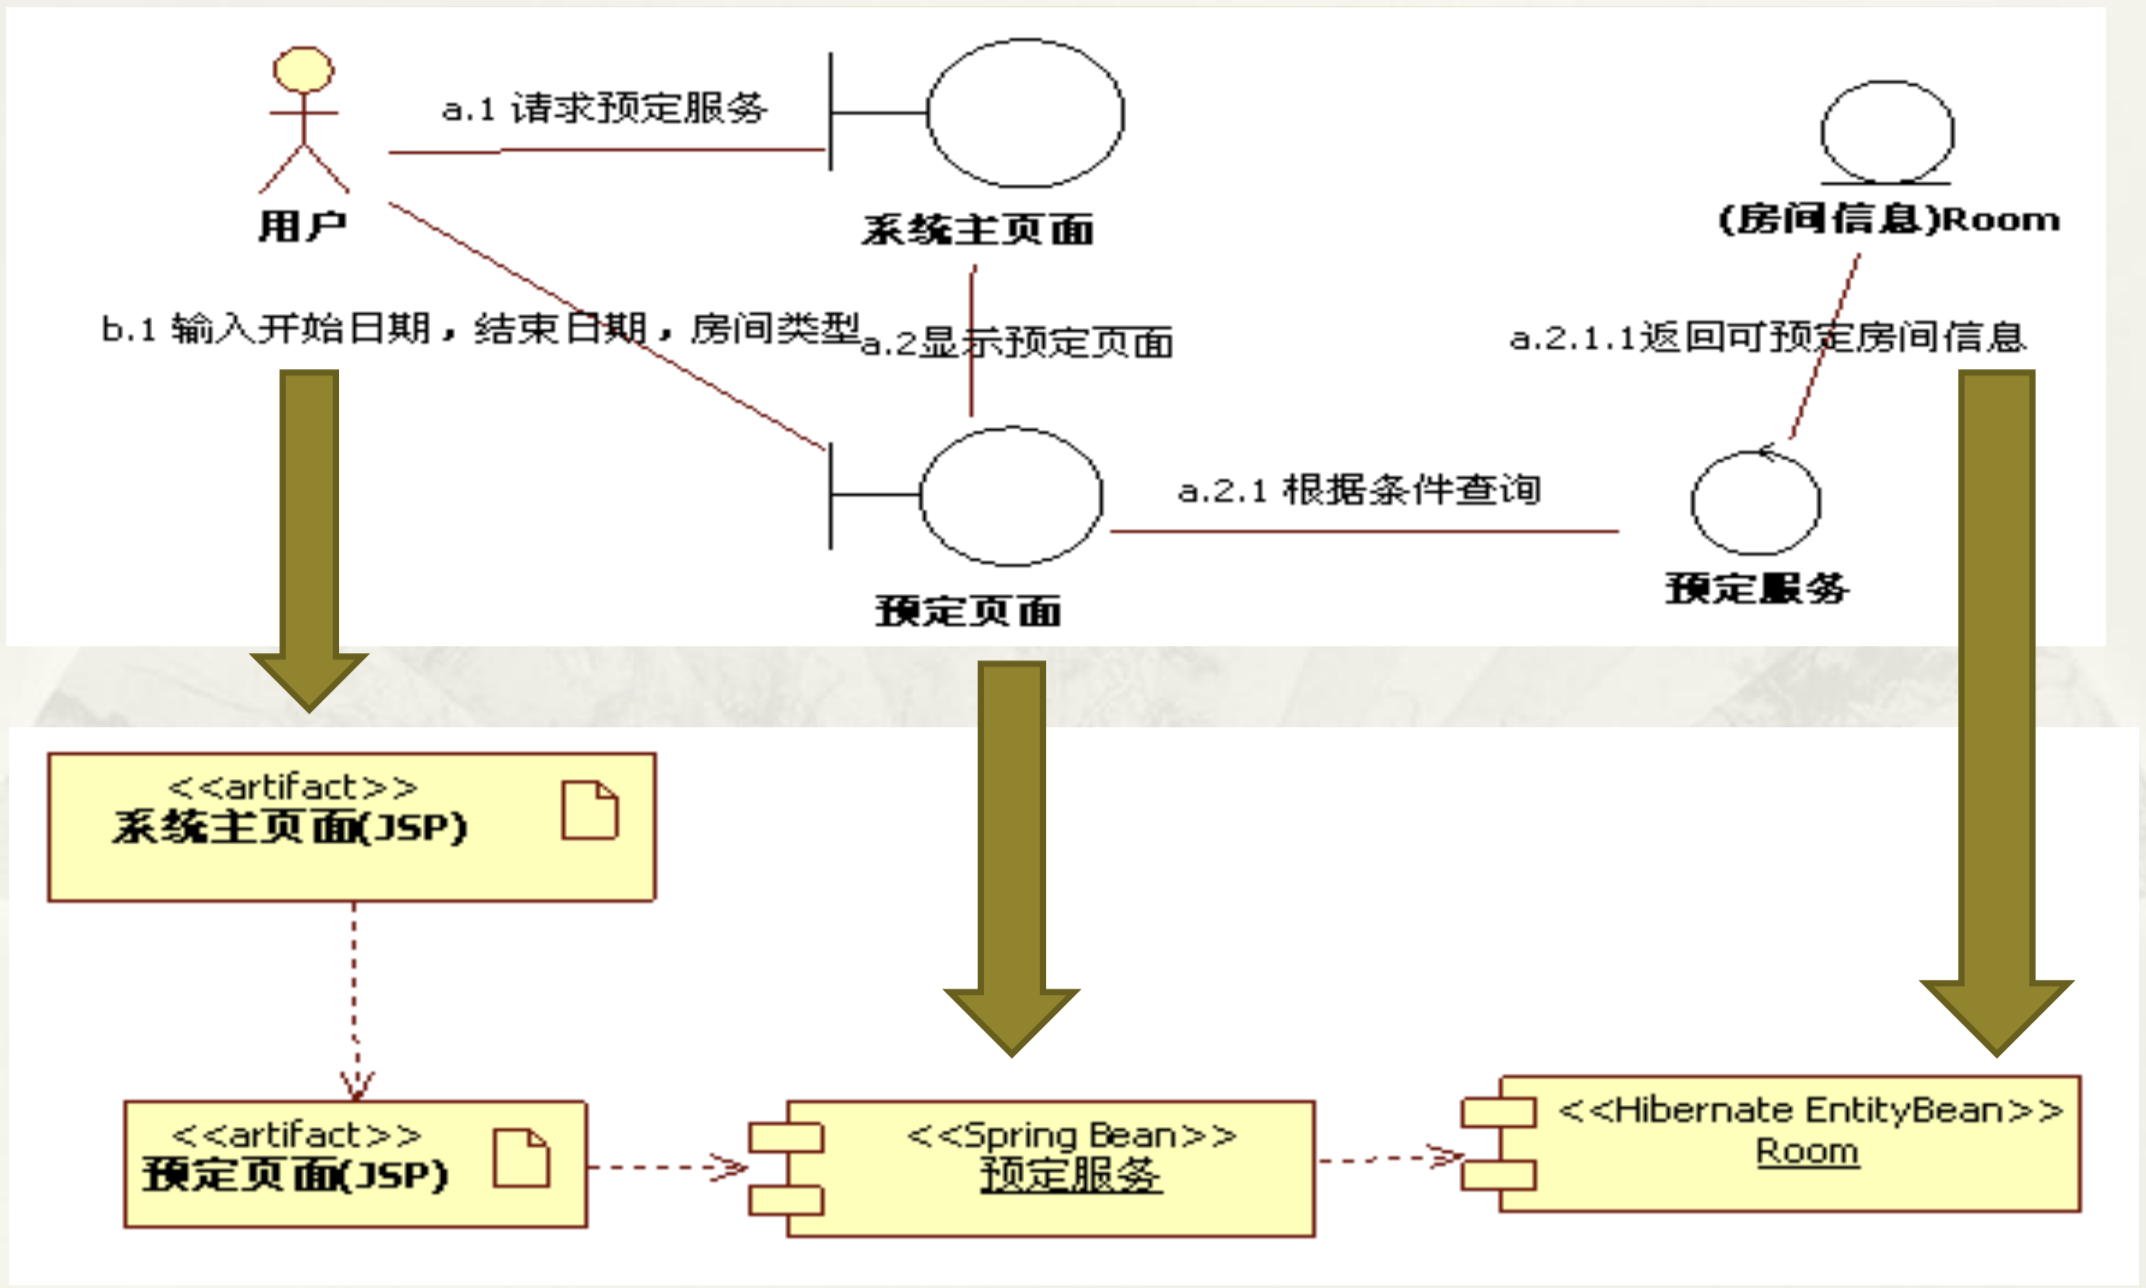 a.1 请求预定服务
用户
系统主页面
(房间信息)Room
b.1 输入开始日期，结束日期，房间类型
a.2显示预定页面
a.2.1.1返回可预定房间信息
a.2.1 根据条件查询
预定页面
预定服务
<<artifact>>
系统主页面(JSP)
<<artifact>>
预定页面(JSP)
<<Spring Bean>>
预定服务
<<Hibernate EntityBean>>
Room